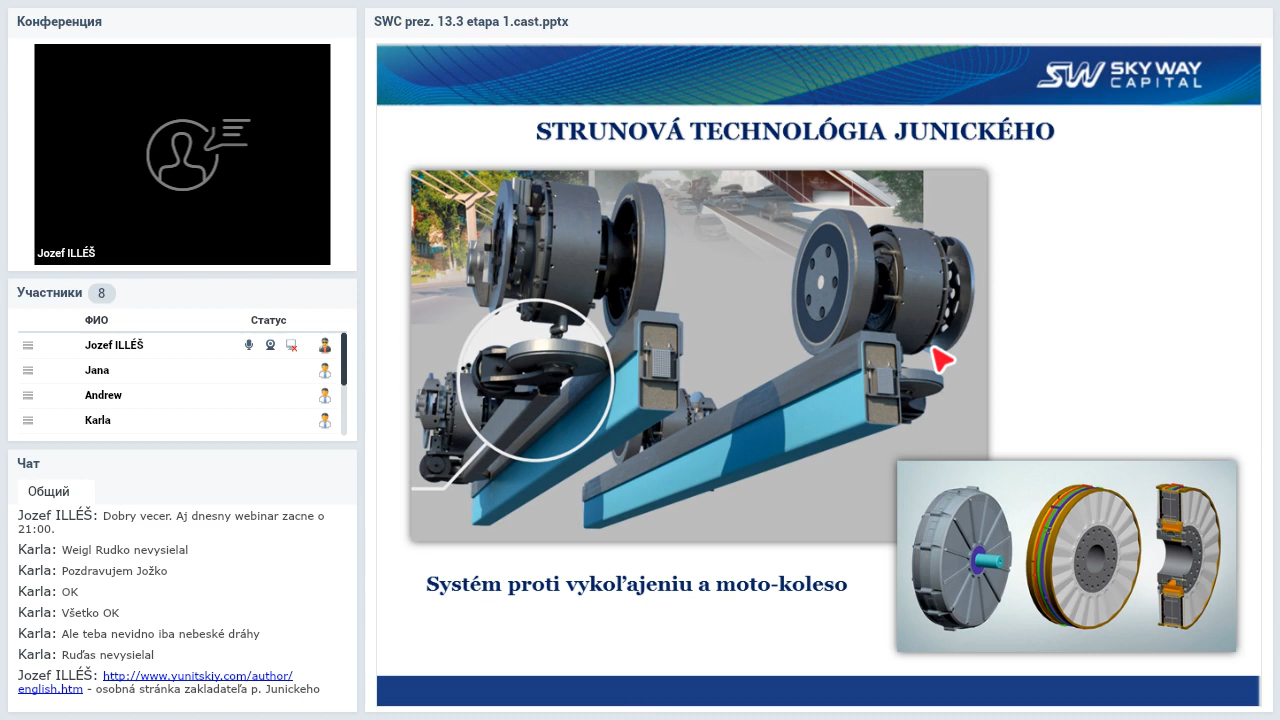 Конференция
Jozef ILLÉŠ
Участники 8
ФИО Статус
Jozef ILLÉŠ
Jana
Andrew
Karla
Чат
Общий
Jozef ILLÉŠ: Dobry vecer. Aj dnesny webinar zacne o
21:00.
Karla: Weigl Rudko nevysielal
Karla: Pozdravujem Jožko
Karla: OK
Karla: Všetko OK
Karla: Ale teba nevidno iba nebeské dráhy
Karla: Ruďas nevysielal
Jozef ILLÉŠ: http://www.yunitskiy.com/author/
english.htm - osobná stránka zakladateľa p. Junickeho
SWC prez. 13.3 etapa 1.cast.pptx
SW SKY WAY
CAPITAL
STRUNOVÁ TECHNOLÓGIA JUNICKÉHO
Systém proti vykoľajeniu a moto-koleso